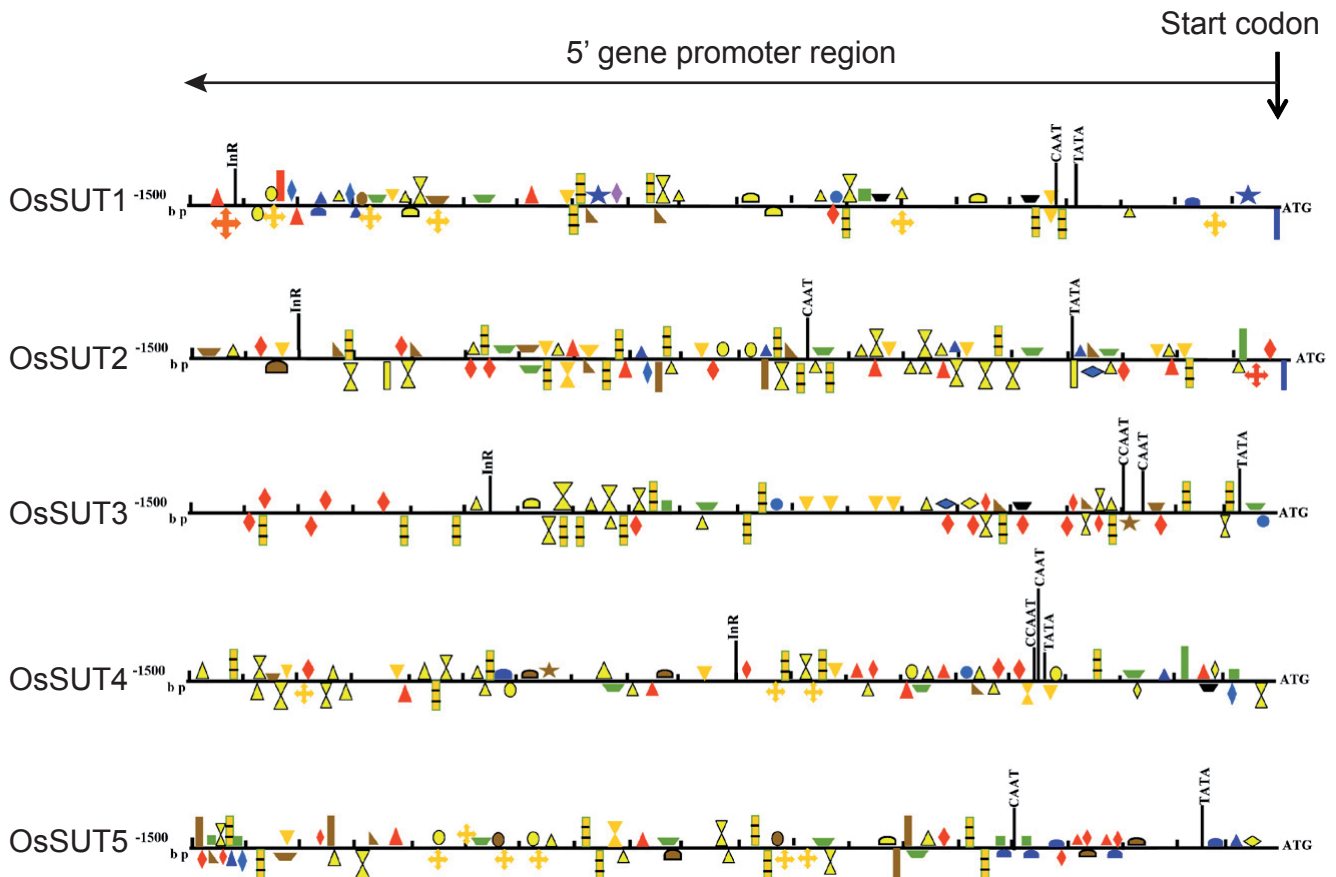 Start codon
5’ gene promoter region
InR
CAAT
TATA
OsSUT1 -1500 ATG
b p
InR
CAAT
TATA
OsSUT2 -1500 ATG
b p
InR
CCAAT
CAAT
TATA
OsSUT3 -1500 ATG
b p
InR
CCAAT
CAAT
TATA
OsSUT4 -1500 ATG
b p
CAAT
TATA
OsSUT5 -1500 ATG
b p